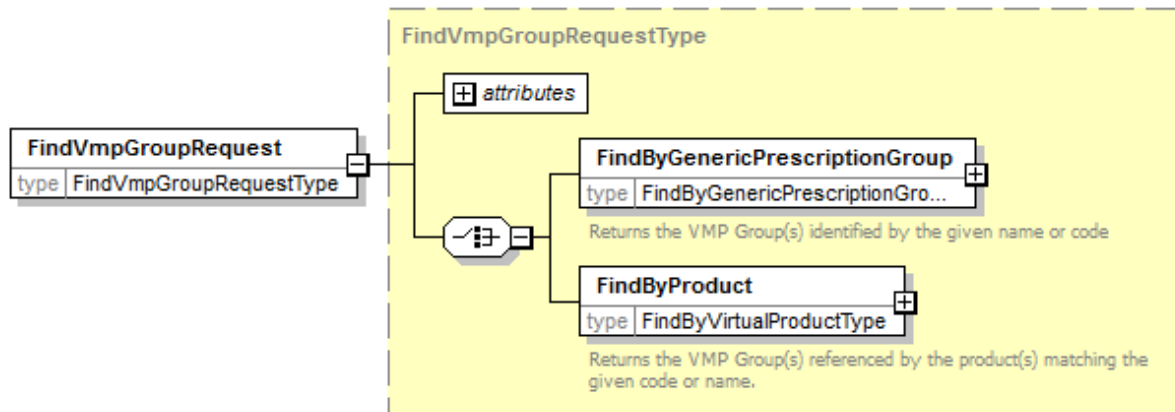 FindVmpGroupRequestType
attributes
FindVmpGroupRequest
type FindVmpGroupRequestType
FindByGenericPrescriptionGroup
type FindByGenericPrescriptionGro...
Returns the VMP Group(s) identified by the given name or code
FindByProduct
type FindByVirtualProductType
Returns the VMP Group(s) referenced by the product(s) matching the
given code or name.